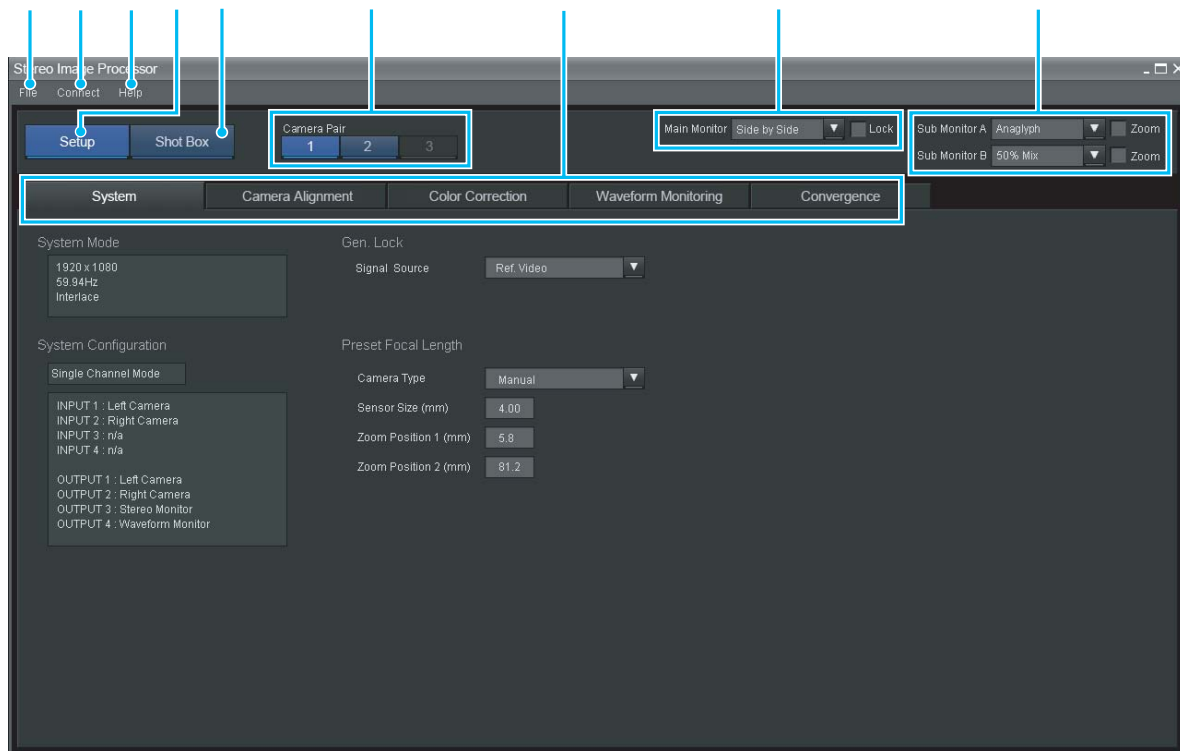 Stereo Image Processor
File Connect Help
Setup Shot Box
Camera Pair
1 2 3
Main Monitor Side by Side Lock
Sub Monitor A Anaglyph Zoom
Sub Monitor B 50% Mix Zoom
System Camera Alignment Color Correction Waveform Monitoring Convergence
System Mode
1920 x 1080
59.94Hz
Interlace
Gen. Lock
Signal Source Ref. Video
System Configuration
Single Channel Mode
INPUT 1 : Left Camera
INPUT 2 : Right Camera
INPUT 3 : n/a
INPUT 4 : n/a
OUTPUT 1 : Left Camera
OUTPUT 2 : Right Camera
OUTPUT 3 : Stereo Monitor
OUTPUT 4 : Waveform Monitor
Preset Focal Length
Camera Type Manual
Sensor Size (mm) 4.00
Zoom Position 1 (mm) 5.8
Zoom Position 2 (mm) 81.2